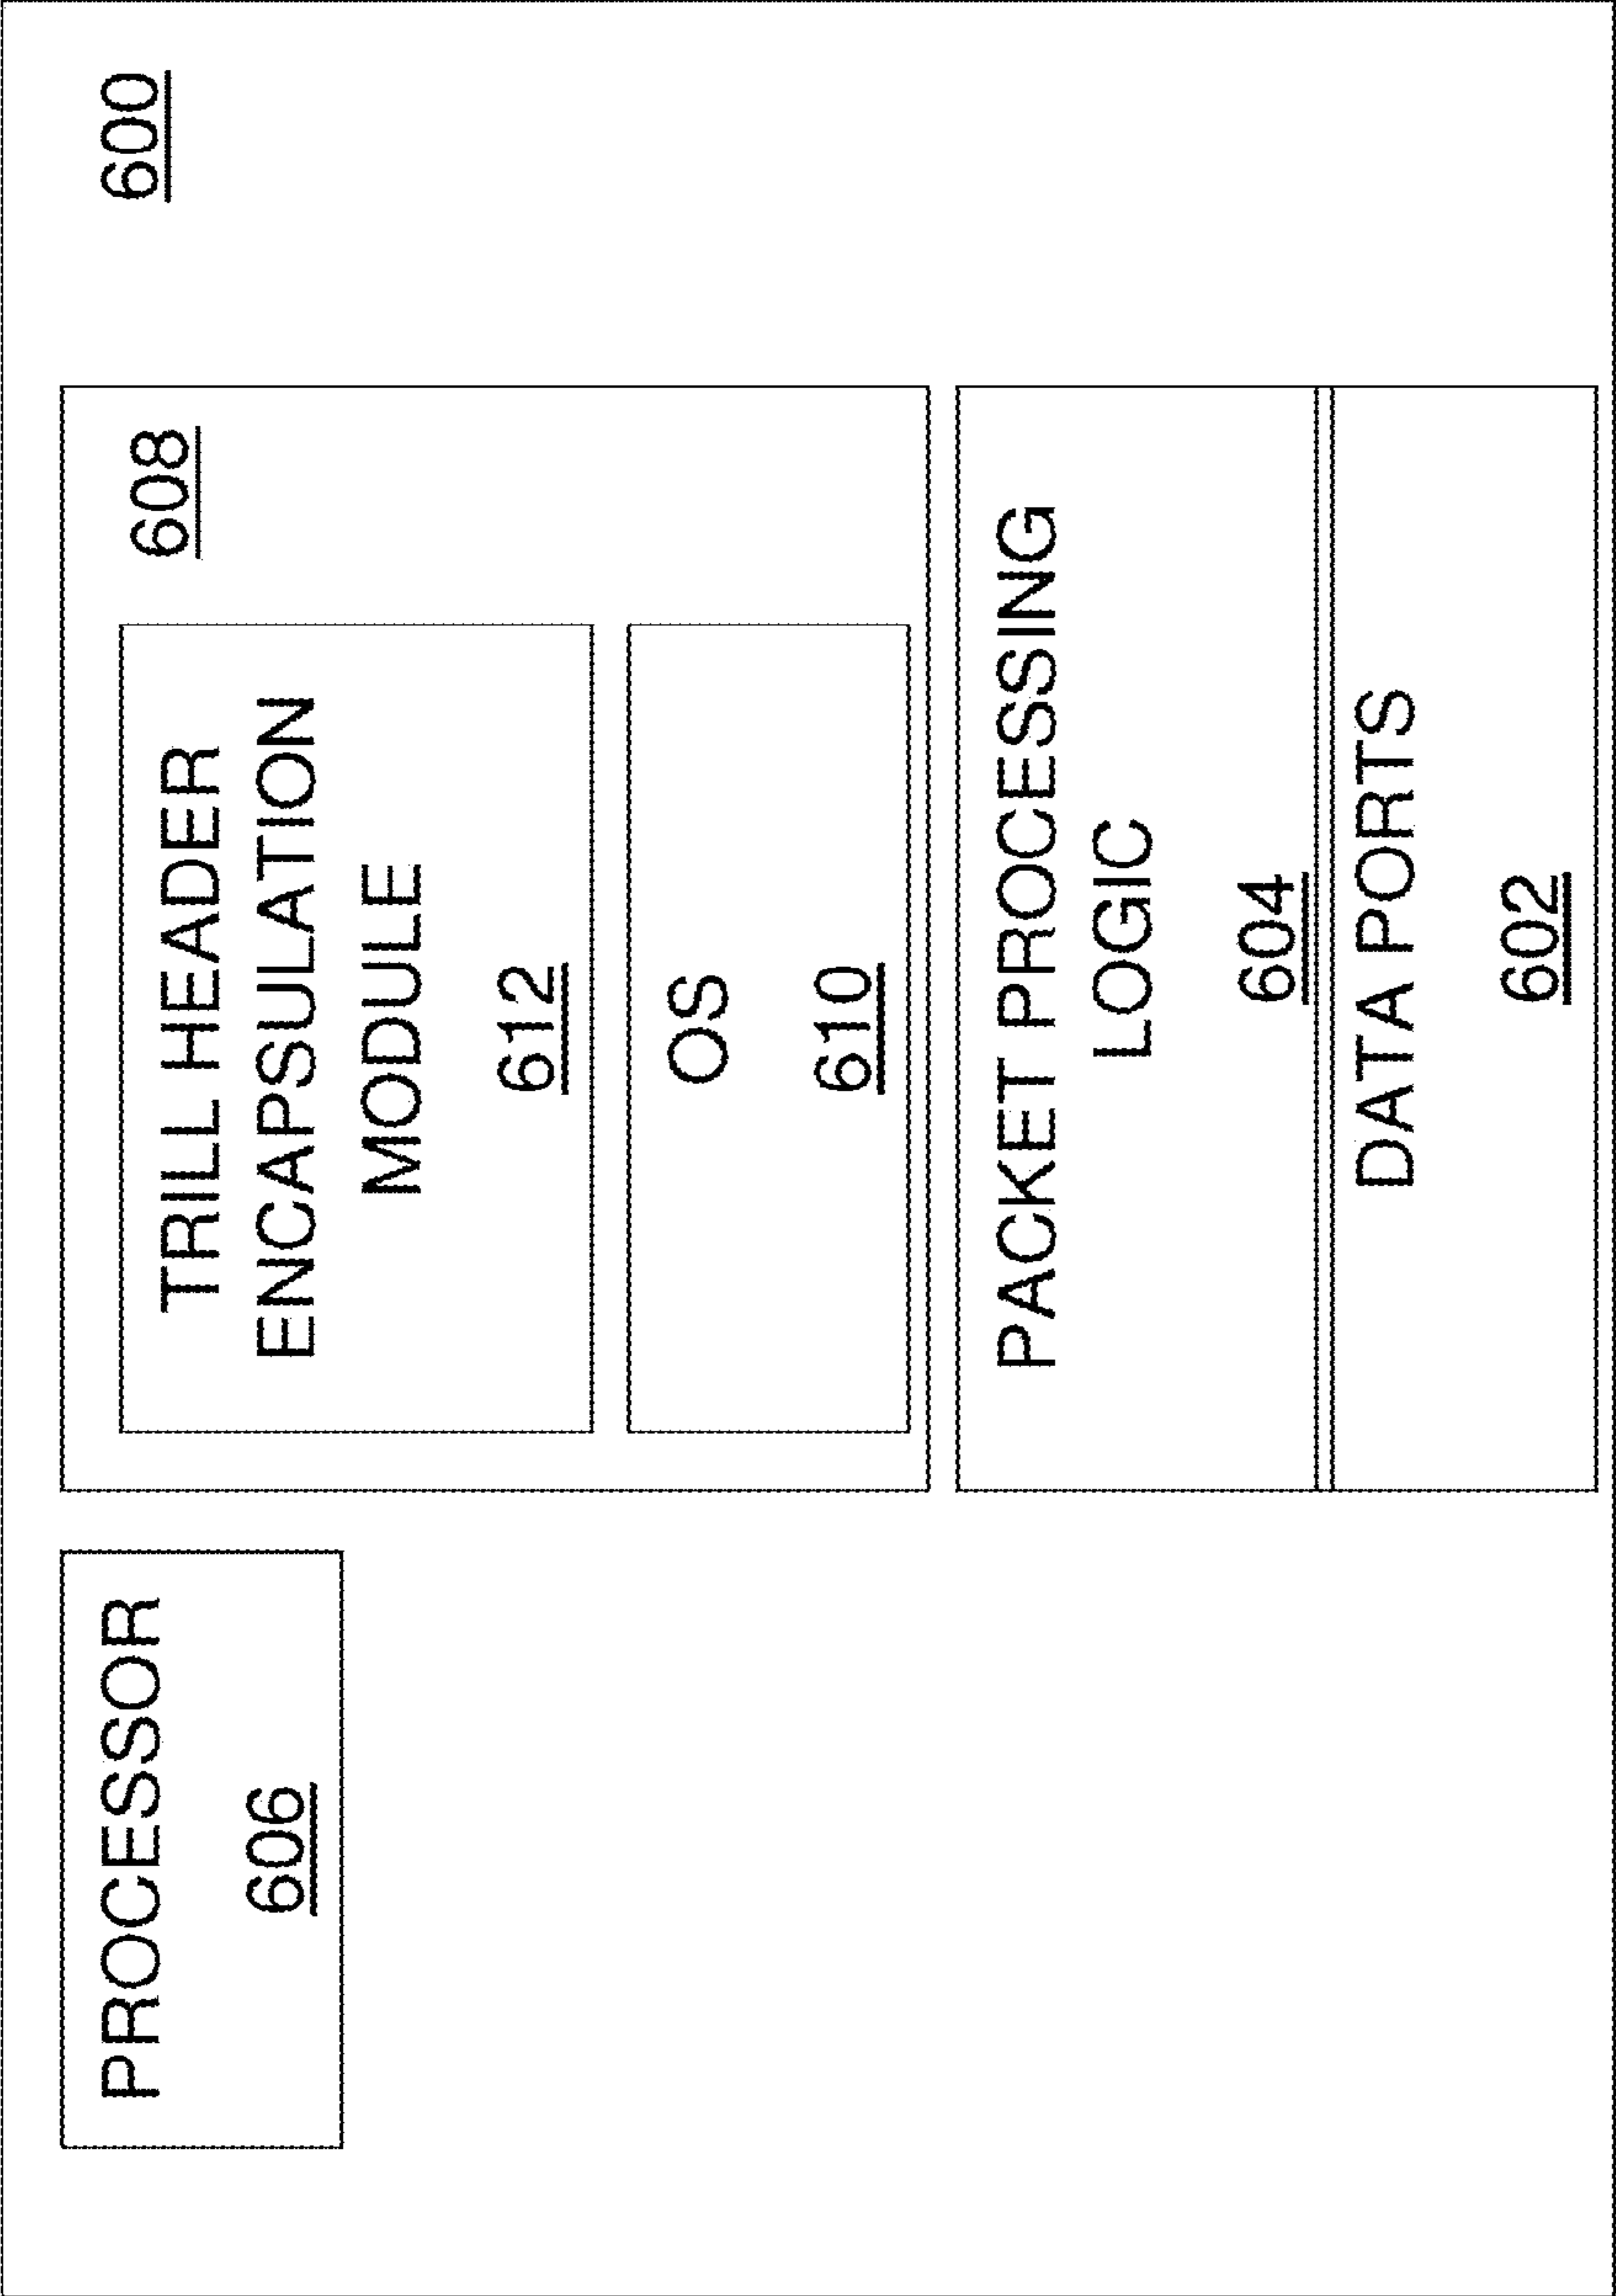 600
608
TRILL HEADER
ENCAPSULATION
MODULE
612
OS
610
PROCESSOR
606
PACKET PROCESSING
LOGIC
604
DATA PORTS
602